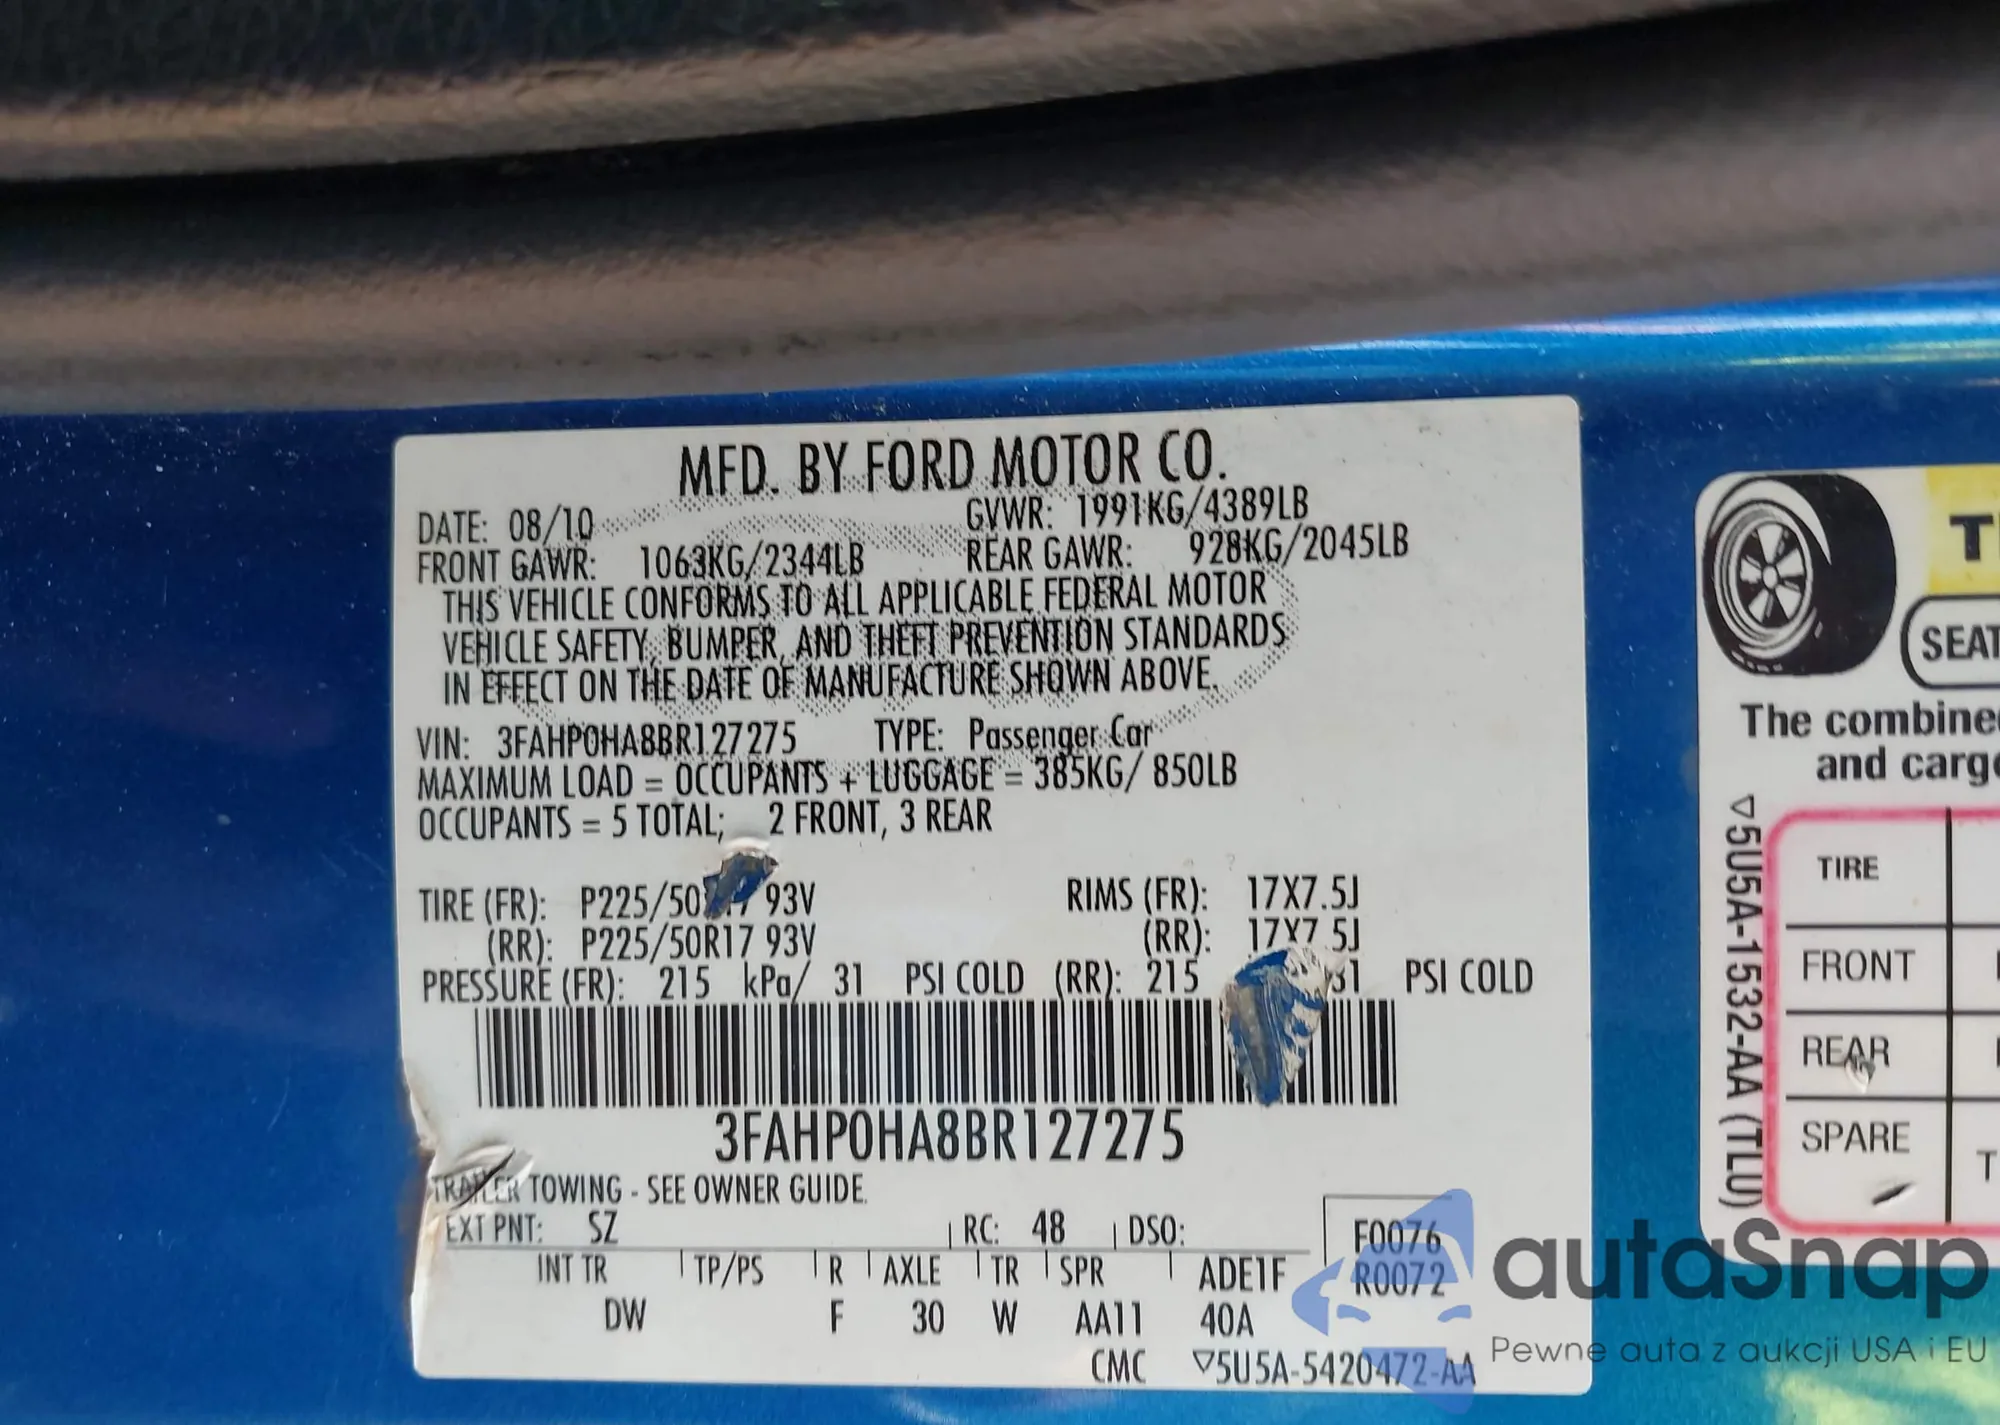 MFD. BY FORD MOTOR CO.
DATE: 08/10 GVWR: 1991KG/4389LB
FRONT GAWR: 1063KG/2344LB REAR GAWR: 928KG/2045LB
THIS VEHICLE CONFORMS TO ALL APPLICABLE FEDERAL MOTOR
VEHICLE SAFETY, BUMPER, AND THEFT PREVENTION STANDARDS
IN EFFECT ON THE DATE OF MANUFACTURE SHOWN ABOVE.
VIN: 3FAHP0HA8BR127275 TYPE: Passenger Car
MAXIMUM LOAD = OCCUPANTS + LUGGAGE = 385KG/ 850LB
OCCUPANTS = 5 TOTAL; 2 FRONT, 3 REAR
TIRE (FR): 93V RIMS (FR): 17X7.5J
(RR): P225/50R17 93V (RR): 17X7.5J
PRESSURE (FR): 215 kPa/ 31 PSI COLD (RR): 215 31 PSI COLD
3FAHP0HA8BR127275
TRAILER TOWING - SEE OWNER GUIDE.
EXT PNT: SZ RC: 48 DSO: F0076
INT TR TP/PS R AXLE TR SPR ADE1F R0072
DW F 30 W AA11 40A
CMC ▽5U5A-5420472-AA
SEAT
The
and
▽5U5A-1532-AA (TLU)
TIRE
FRONT
REAR
SPARE
autaSnap
Pewne auta z aukcji USA i EU